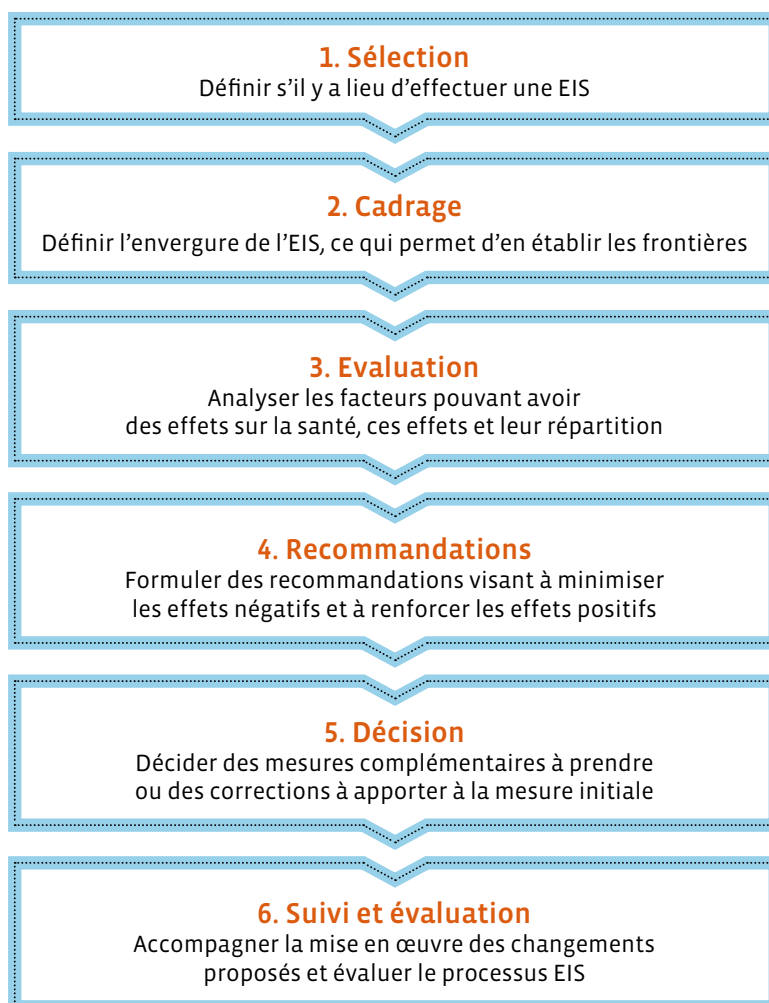 1. Sélection
Définir s’il y a lieu d’effectuer une EIS
2. Cadrage
Définir l’envergure de l’EIS, ce qui permet d’en établir les frontières
3. Evaluation
Analyser les facteurs pouvant avoir
des effets sur la santé, ces effets et leur répartition
4. Recommandations
Formuler des recommandations visant à minimiser
les effets négatifs et à renforcer les effets positifs
5. Décision
Décider des mesures complémentaires à prendre
ou des corrections à apporter à la mesure initiale
6. Suivi et évaluation
Accompagner la mise en œuvre des changements
proposés et évaluer le processus EIS